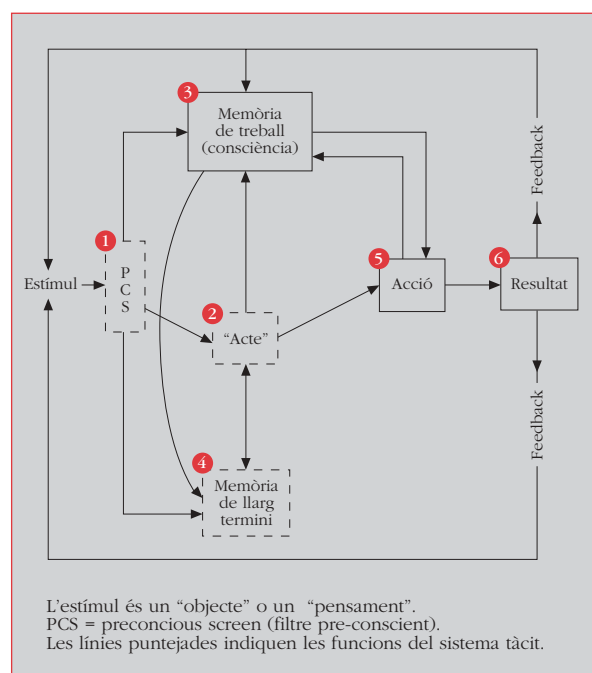 3
Memòria
de treball
(consciència)
Feedback
1
P
C
S
Estímul
2
“Acte”
5
Acció
6
Resultat
Feedback
4
Memòria
de llarg
termini
L’estímul és un “objecte” o un “pensament”.
PCS = preconcious screen (filtre pre-conscient).
Les línies puntejades indiquen les funcions del sistema tàcit.